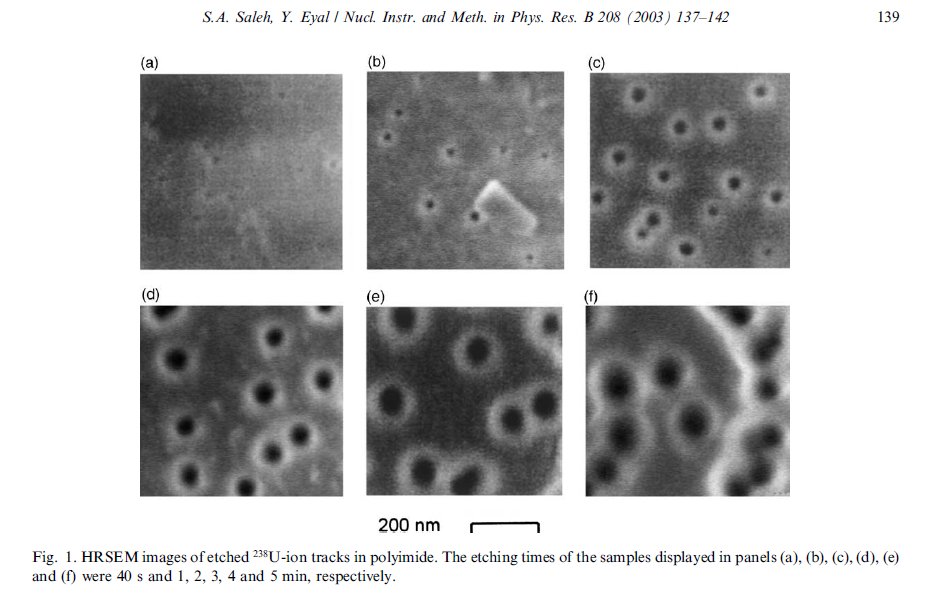 S.A. Saleh, Y. Eyal / Nucl. Instr. and Meth. in Phys. Res. B 208 (2003) 137–142 139
(a) (b) (c)
(d) (e) (f)
200 nm
Fig. 1. HRSEM images of etched ²³⁸U-ion tracks in polyimide. The etching times of the samples displayed in panels (a), (b), (c), (d), (e)
and (f) were 40 s and 1, 2, 3, 4 and 5 min, respectively.